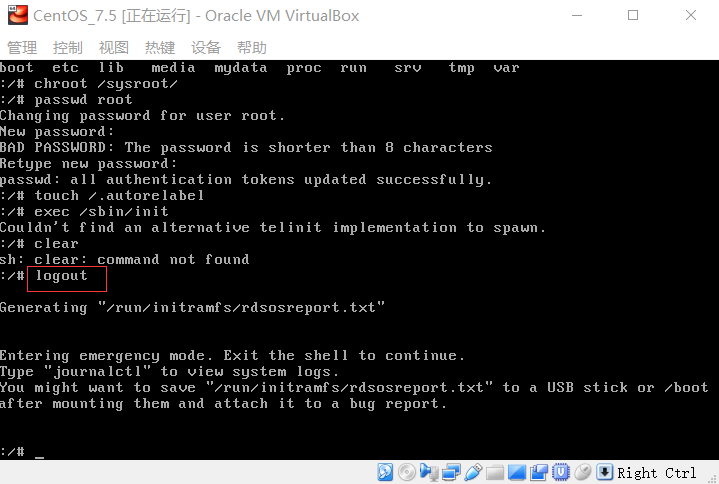 CentOS_7.5 [正在运行] - Oracle VM VirtualBox
管理 控制 视图 热键 设备 帮助
boot etc lib media mydata proc run srv tmp var
:/# chroot /sysroot/
:/# passwd root
Changing password for user root.
New password:
BAD PASSWORD: The password is shorter than 8 characters
Retype new password:
passwd: all authentication tokens updated successfully.
:/# touch /.autorelabel
:/# exec /sbin/init
Couldn't find an alternative telinit implementation to spawn.
:/# clear
sh: clear: command not found
:/# logout
Generating "/run/initramfs/rdsosreport.txt"
Entering emergency mode. Exit the shell to continue.
Type "journalctl" to view system logs.
You might want to save "/run/initramfs/rdsosreport.txt" to a USB stick or /boot
after mounting them and attach it to a bug report.
:/# _
Right Ctrl